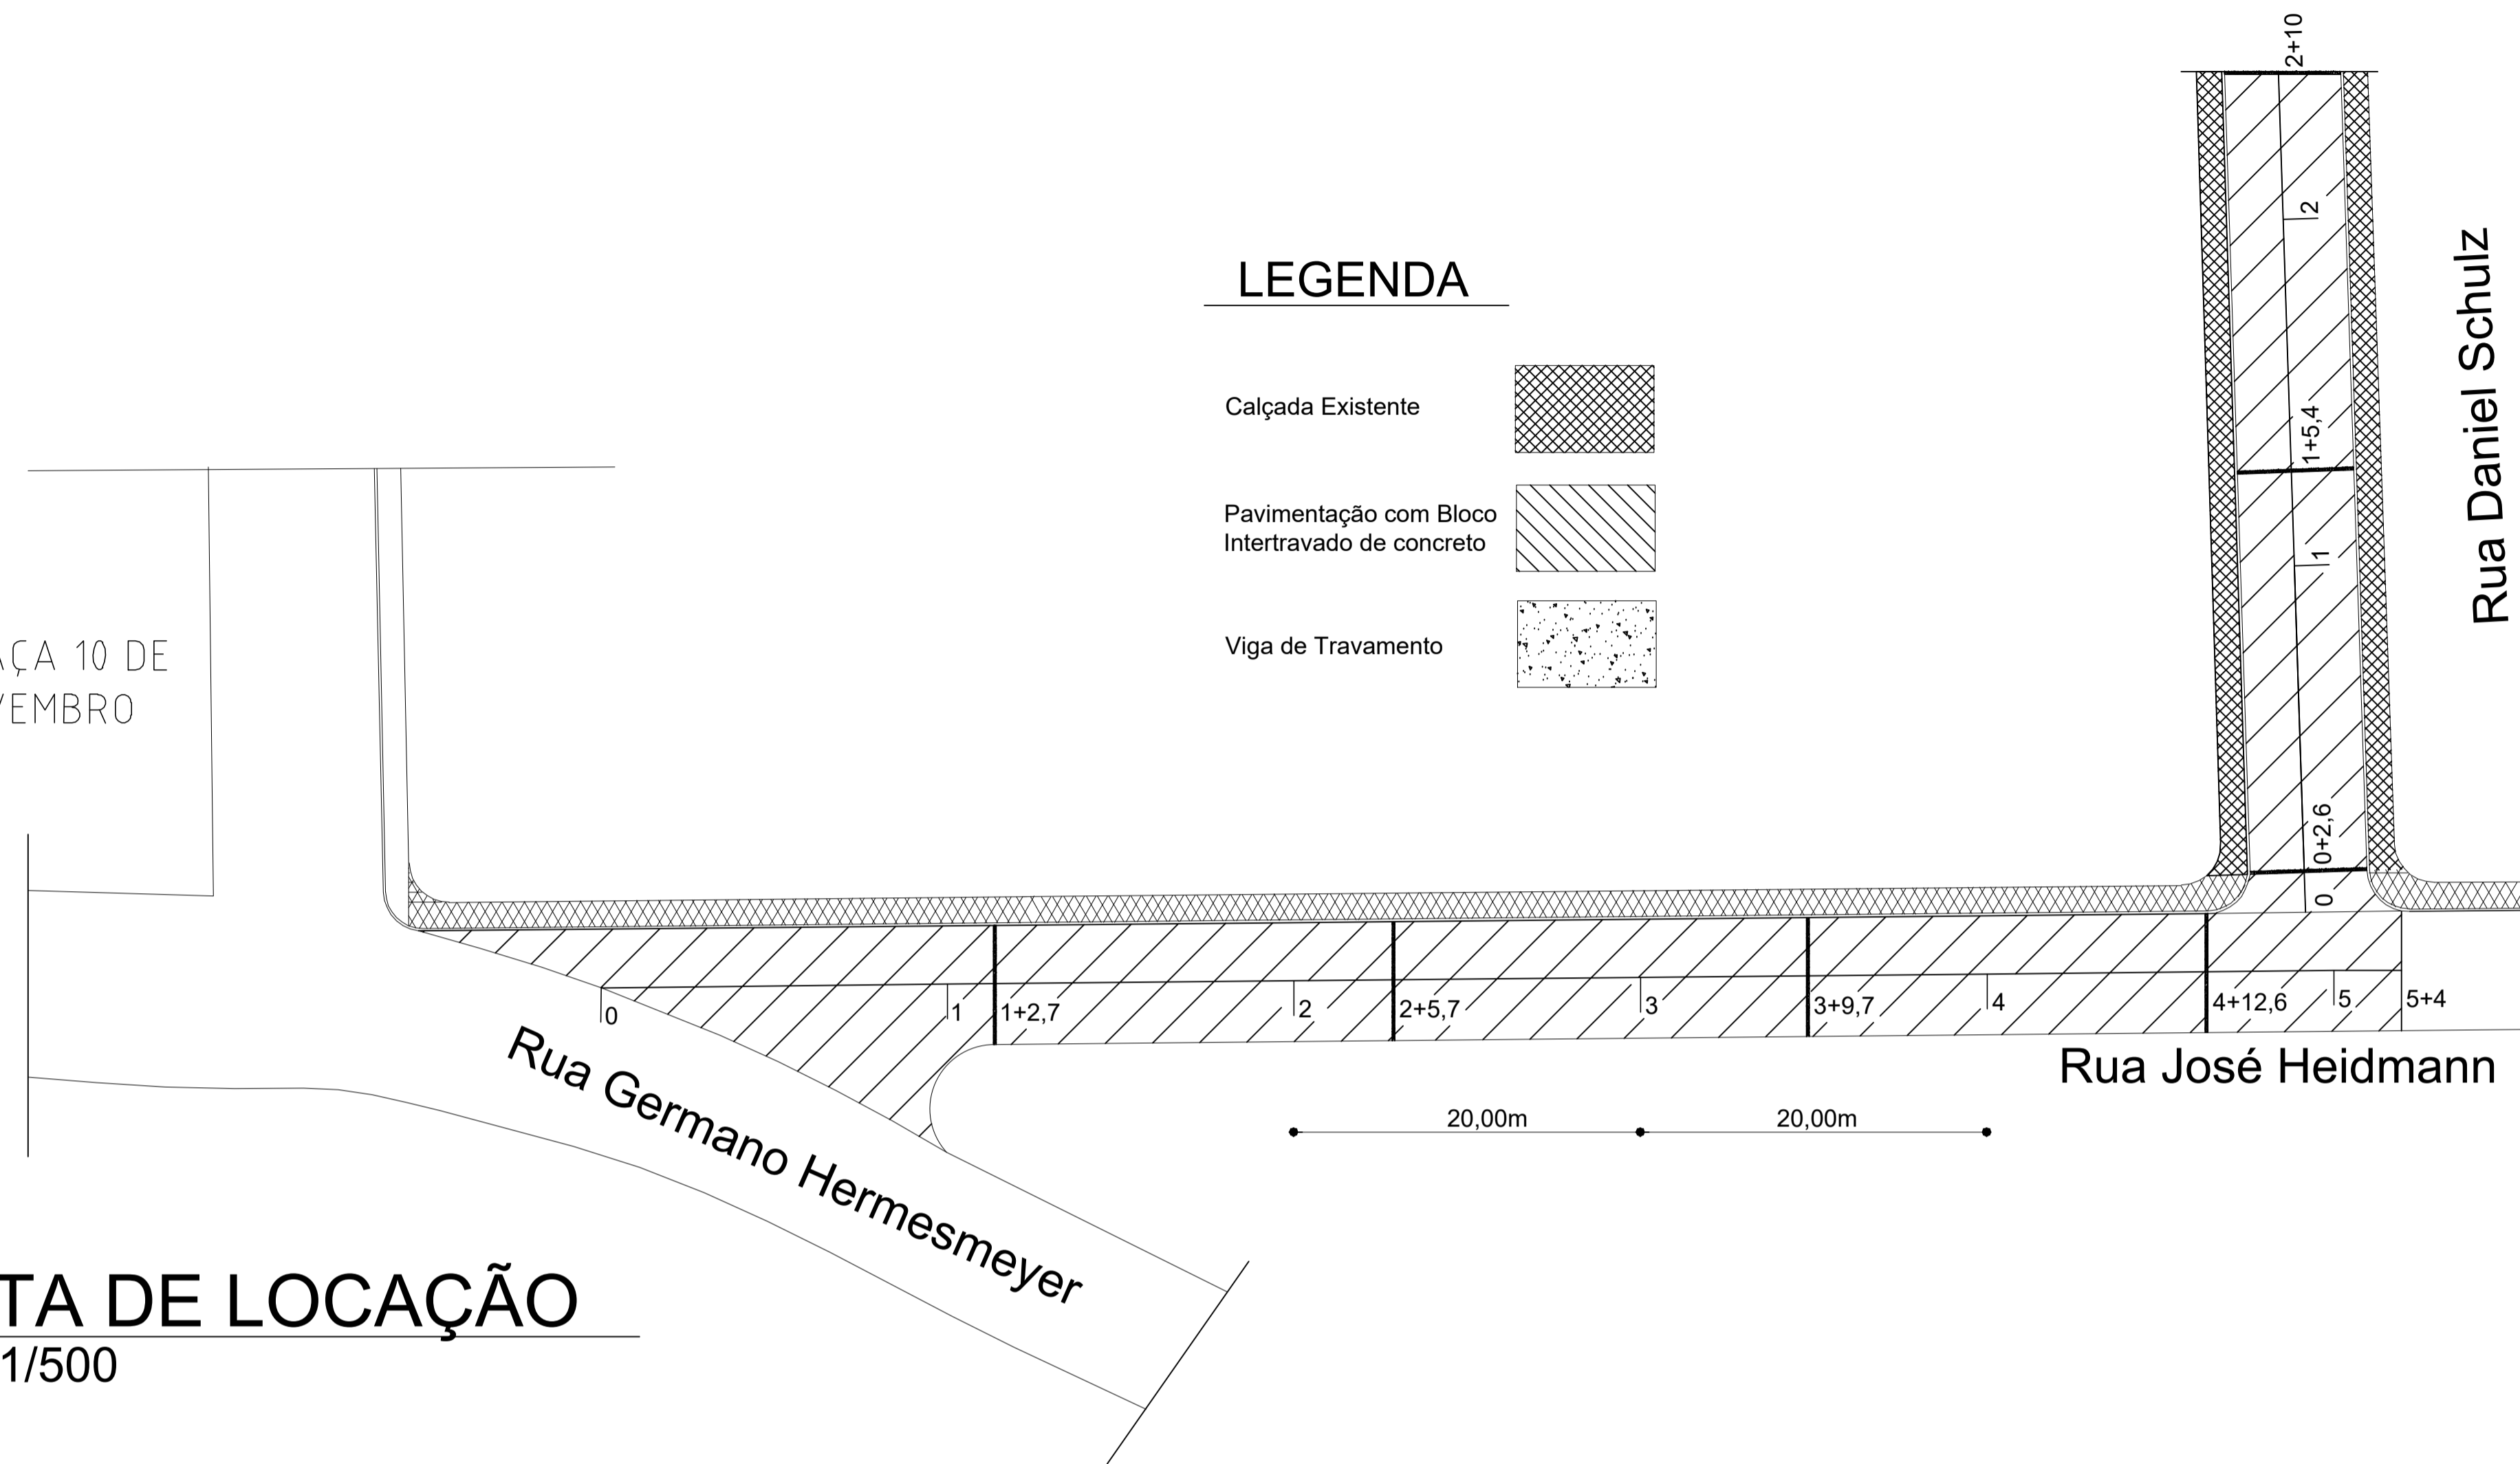 2+10
2
1+5,4
1
0+2,6
0
Rua Daniel Schulz
LEGENDA
Calçada Existente
Pavimentação com Bloco
Intertravado de concreto
Viga de Travamento
AÇA 10 DE
VEMBRO
0
1
1+2,7
2
2+5,7
3
3+9,7
4
4+12,6
5
5+4
Rua Germano Hermesmeyer
Rua José Heidmann
20,00m
20,00m
TA DE LOCAÇÃO
1/500